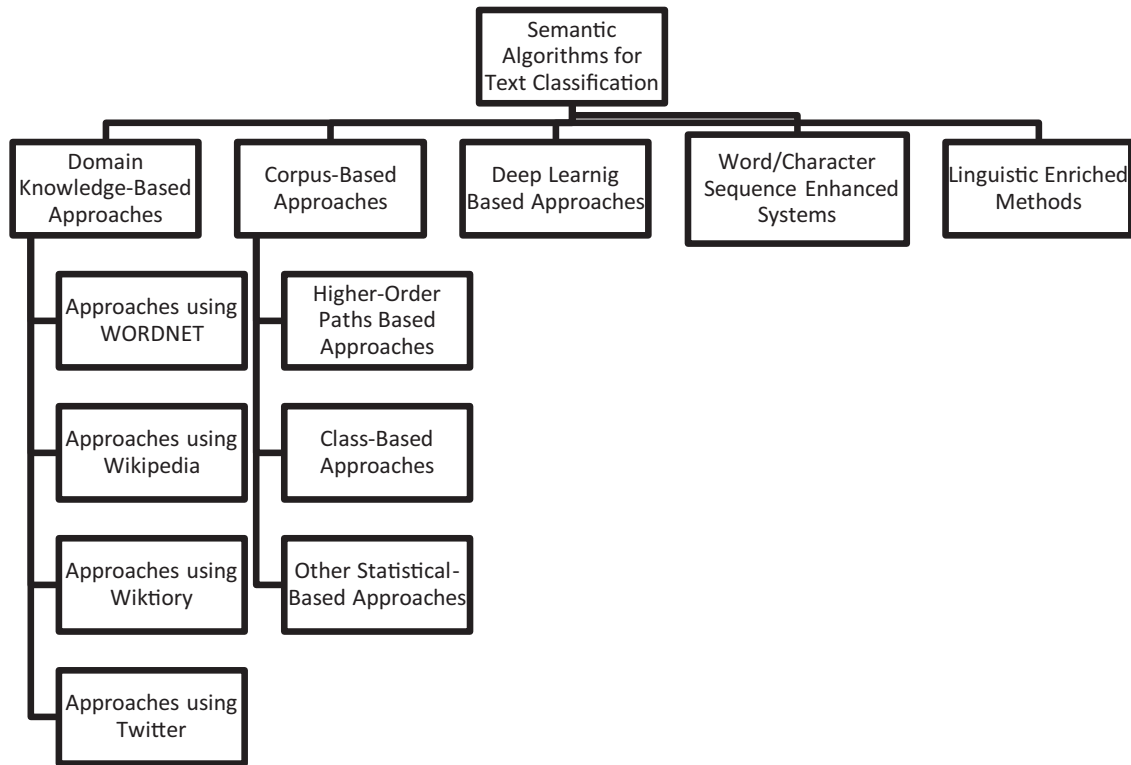 Semantic
Algorithms for
Text Classification
Domain
Knowledge-Based
Approaches
Corpus-Based
Approaches
Deep Learnig
Based Approaches
Word/Character
Sequence Enhanced
Systems
Linguistic Enriched
Methods
Approaches using
WORDNET
Higher-Order
Paths Based
Approaches
Approaches using
Wikipedia
Class-Based
Approaches
Approaches using
Wiktiory
Other Statistical-
Based Approaches
Approaches using
Twitter